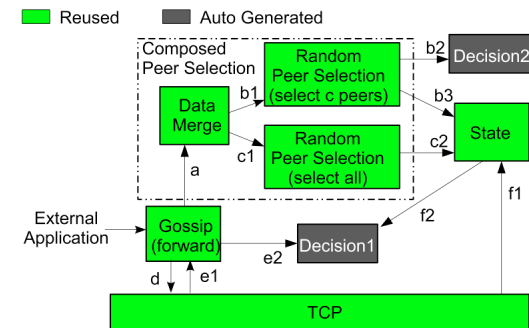 Reused
Auto Generated
Composed
Peer Selection
Random
Peer Selection
(select c peers)
b2
Decision2
b1
b3
Data
Merge
State
c1
Random
Peer Selection
(select all)
c2
a
f1
External
Application
Gossip
(forward)
f2
Decision1
e2
d
e1
TCP